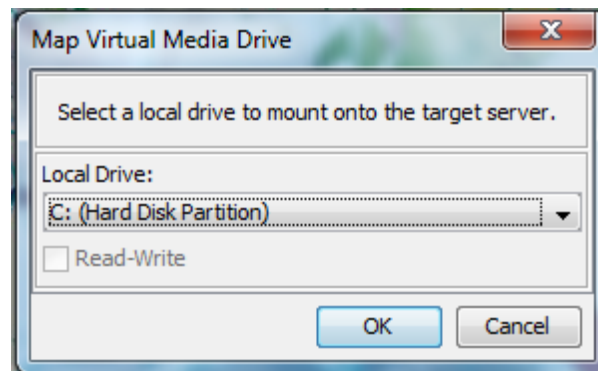 Map Virtual Media Drive
Select a local drive to mount onto the target server.
Local Drive:
C: (Hard Disk Partition)
Read-Write
OK
Cancel